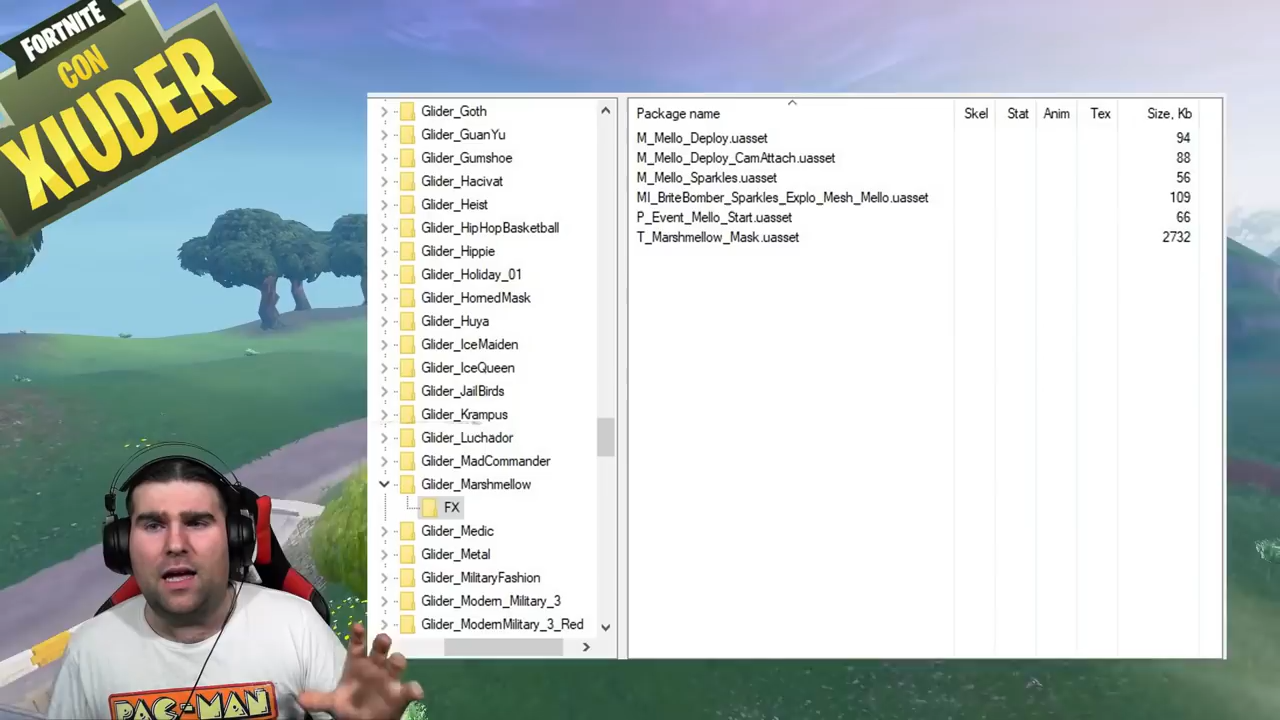 FORTNITE
CON
XIUDER
Glider_Goth
Glider_GuanYu
Glider_Gumshoe
Glider_Hacivat
Glider_Heist
Glider_HipHopBasketball
Glider_Hippie
Glider_Holiday_01
Glider_HornedMask
Glider_Huya
Glider_IceMaiden
Glider_IceQueen
Glider_JailBirds
Glider_Krampus
Glider_Luchador
Glider_MadCommander
Glider_Marshmellow
FX
Glider_Medic
Glider_Metal
Glider_MilitaryFashion
Glider_Modern_Military_3
Glider_ModernMilitary_3_Red
Package name Skel Stat Anim Tex Size, Kb
M_Mello_Deploy.uasset 94
M_Mello_Deploy_CamAttach.uasset 88
M_Mello_Sparkles.uasset 56
MI_BriteBomber_Sparkles_Explo_Mesh_Mello.uasset 109
P_Event_Mello_Start.uasset 66
T_Marshmellow_Mask.uasset 2732
PAC-MAN